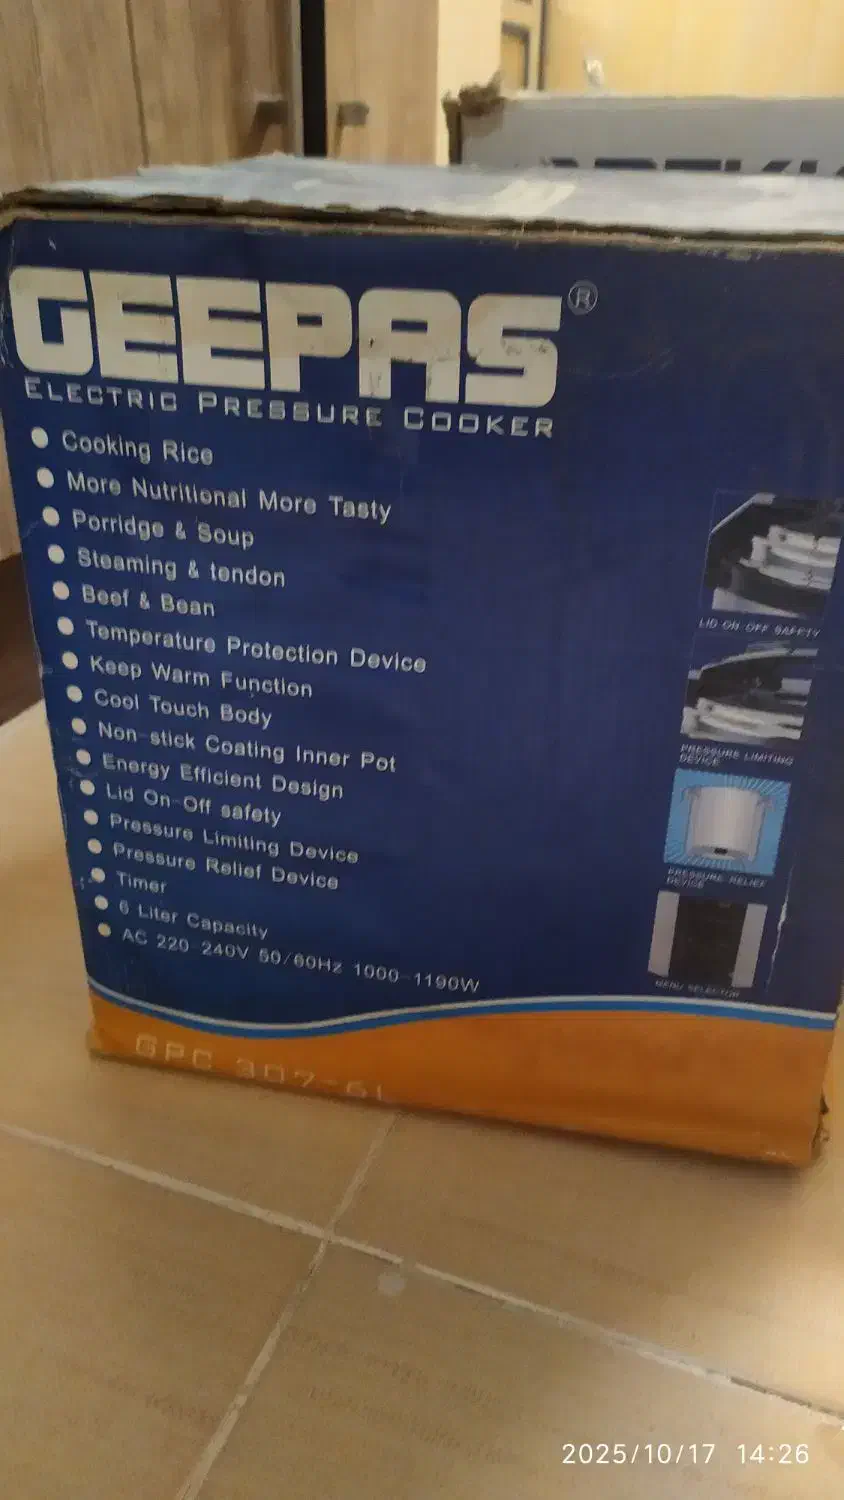 GEEPAS®
ELECTRIC PRESSURE COOKER
Cooking Rice
More Nutritional More Tasty
Porridge & Soup
Steaming & tendon
Beef & Bean
Temperature Protection Device
Keep Warm Function
Cool Touch Body
Non-stick Coating Inner Pot
Energy Efficient Design
Lid On-Off safety
Pressure Limiting Device
Pressure Relief Device
Timer
6 Liter Capacity
AC 220-240V 50/60Hz 1000-1190W
LID ON-OFF SAFETY
PRESSURE LIMITING
DEVICE
PRESSURE RELIEF
DEVICE
MENU SELECTOR
GPC 307-6L
2025/10/17 14:26